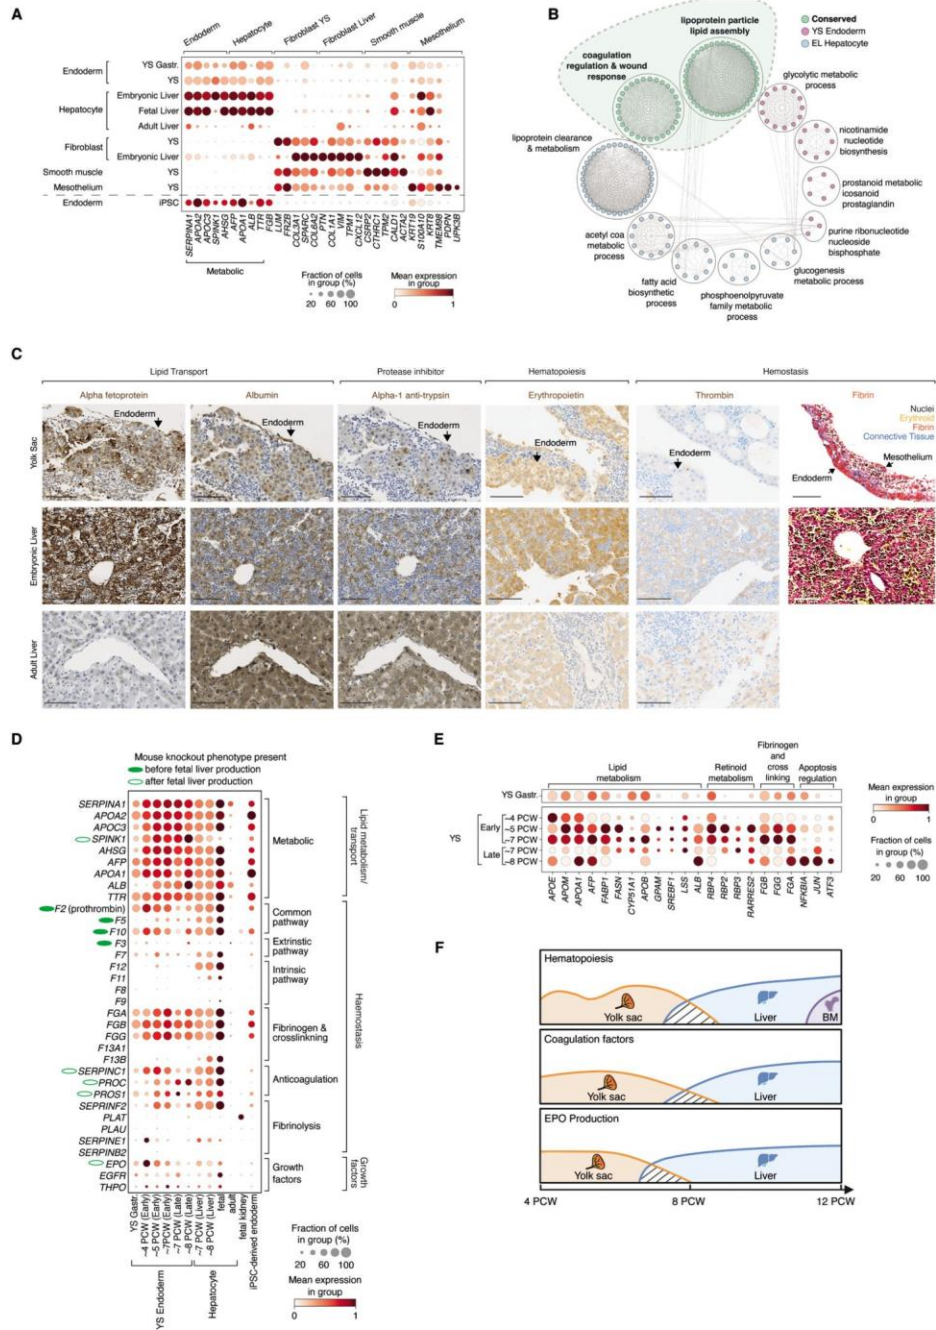 A
Endoderm
Hepatocyte
Fibroblast YS
Fibroblast Liver
Smooth muscle
Mesothelium
Endoderm
YS Gastr.
YS
Hepatocyte
Embryonic Liver
Fetal Liver
Adult Liver
Fibroblast
YS
Embryonic Liver
Smooth muscle YS
Mesothelium YS
Endoderm iPSC
SERPINA1
APOA2
APOC3
SPINK1
AHSG
AFP
APOA1
ALB
TTR
FGB
LUM
FRZB
COL3A1
SPARC
COL6A2
PTN
COL1A1
VIM
TPM1
CXCL12
CSRP2
CTHRC1
TPM2
CALD1
ACTA2
KRT19
S100A10
KRT8
TMEM98
PDPN
UPK3B
Metabolic
Fraction of cells
in group (%)
20 60 80 100
Mean expression
in group
0 1
B
Conserved
YS Endoderm
EL Hepatocyte
lipoprotein particle
lipid assembly
coagulation
regulation & wound
response
glycolytic metabolic
process
nicotinamide
nucleotide
biosynthesis
lipoprotein clearance
& metabolism
prostanoid metabolic
icosanoid
prostaglandin
purine ribonucleotide
nucleoside
bisphosphate
acetyl coa
metabolic
process
glucogenesis
metabolic process
fatty acid
biosynthetic
process
phosphoenolpyruvate
family metabolic
process
C
Lipid Transport
Protease inhibitor
Hematopoiesis
Hemostasis
Alpha fetoprotein
Albumin
Alpha-1 anti-trypsin
Erythropoietin
Thrombin
Fibrin
Yolk Sac
Endoderm
Endoderm
Endoderm
Endoderm
Endoderm
Nuclei
Erythroid
Fibrin
Connective Tissue
Mesothelium
Endoderm
Embryonic Liver
Adult Liver
D
Mouse knockout phenotype present
before fetal liver production
after fetal liver production
SERPINA1
APOA2
APOC3
SPINK1
AHSG
AFP
APOA1
ALB
TTR
F2 (prothrombin)
F5
F10
F3
F7
F12
F11
F8
F9
FGA
FGB
FGG
F13A1
F13B
SERPINC1
PROC
PROS1
SEPRINF2
PLAT
PLAU
SERPINE1
SERPINB2
EPO
EGFR
THPO
Metabolic
Common
pathway
Extrinstic
pathway
Intrinsic
pathway
Fibrinogen &
crosslinkning
Anticoagulation
Fibrinolysis
Growth
factors
Lipid metabolism/
transport
Haemostasis
Growth
factors
YS Gastr.
~4 PCW (Early)
~5 PCW (Early)
~7PCW (Early)
~7 PCW (Late)
~8 PCW (Late)
~7 PCW (Liver)
~8 PCW (Liver)
fetal
adult
fetal kidney
iPSC-derived endoderm
YS Endoderm
Hepatocyte
Fraction of cells
in group (%)
20 60 80 100
Mean expression
in group
0 1
E
Lipid
metabolism
Retinoid
metabolism
Fibrinogen
and
cross
linking
Apoptosis
regulation
YS Gastr.
YS
Early
~4 PCW
~5 PCW
~7 PCW
Late
~7 PCW
~8 PCW
APOE
APOM
APOA1
AFP
FABP1
FASN
CYP51A1
APOB
GPAM
SREBF1
LSS
ALB
RBP4
RBP2
RBP3
RARRES2
FGB
FGG
FGA
NFKBIA
JUN
ATF3
Mean expression
in group
0 1
Fraction of cells
in group (%)
20 60 80 100
F
Hematopoiesis
Yolk sac
Liver
BM
Coagulation factors
Yolk sac
Liver
EPO Production
Yolk sac
Liver
4 PCW
8 PCW
12 PCW